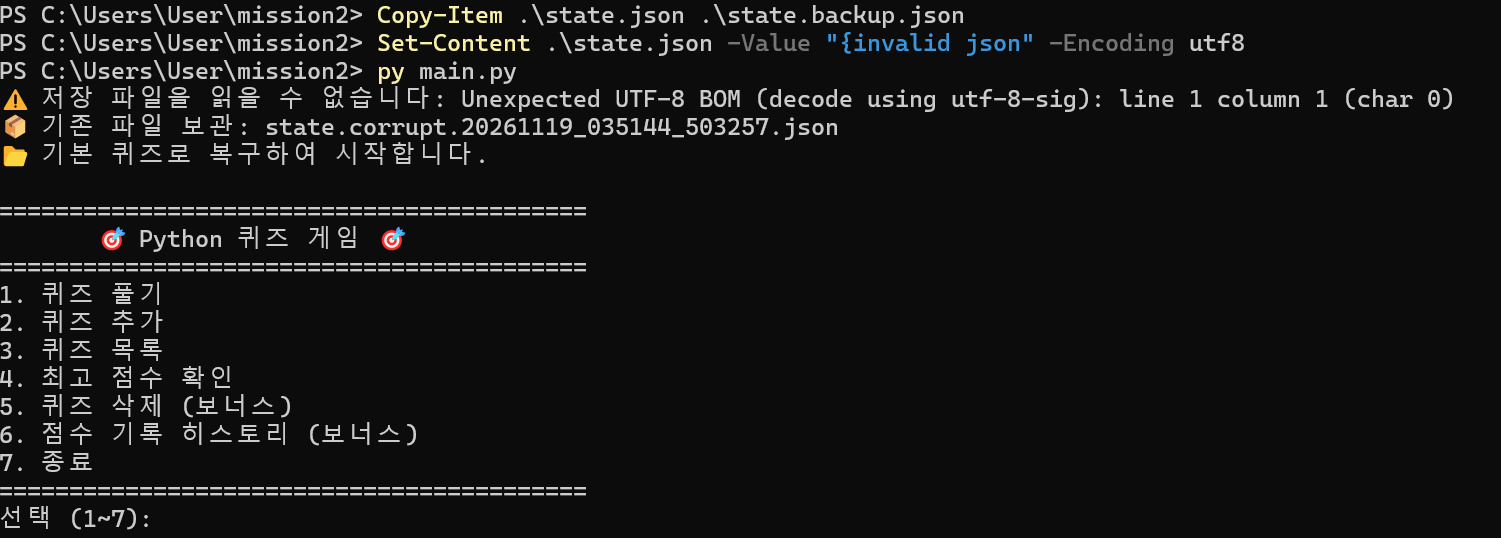 PS C:\Users\User\mission2> Copy-Item .\state.json .\state.backup.json
PS C:\Users\User\mission2> Set-Content .\state.json -Value "{invalid json" -Encoding utf8
PS C:\Users\User\mission2> py main.py
⚠️ 저장 파일을 읽을 수 없습니다: Unexpected UTF-8 BOM (decode using utf-8-sig): line 1 column 1 (char 0)
📦 기존 파일 보관: state.corrupt.20261119_035144_503257.json
📂 기본 퀴즈로 복구하여 시작합니다.
==========================================
🎯 Python 퀴즈 게임 🎯
==========================================
1. 퀴즈 풀기
2. 퀴즈 추가
3. 퀴즈 목록
4. 최고 점수 확인
5. 퀴즈 삭제 (보너스)
6. 점수 기록 히스토리 (보너스)
7. 종료
==========================================
선택 (1~7):